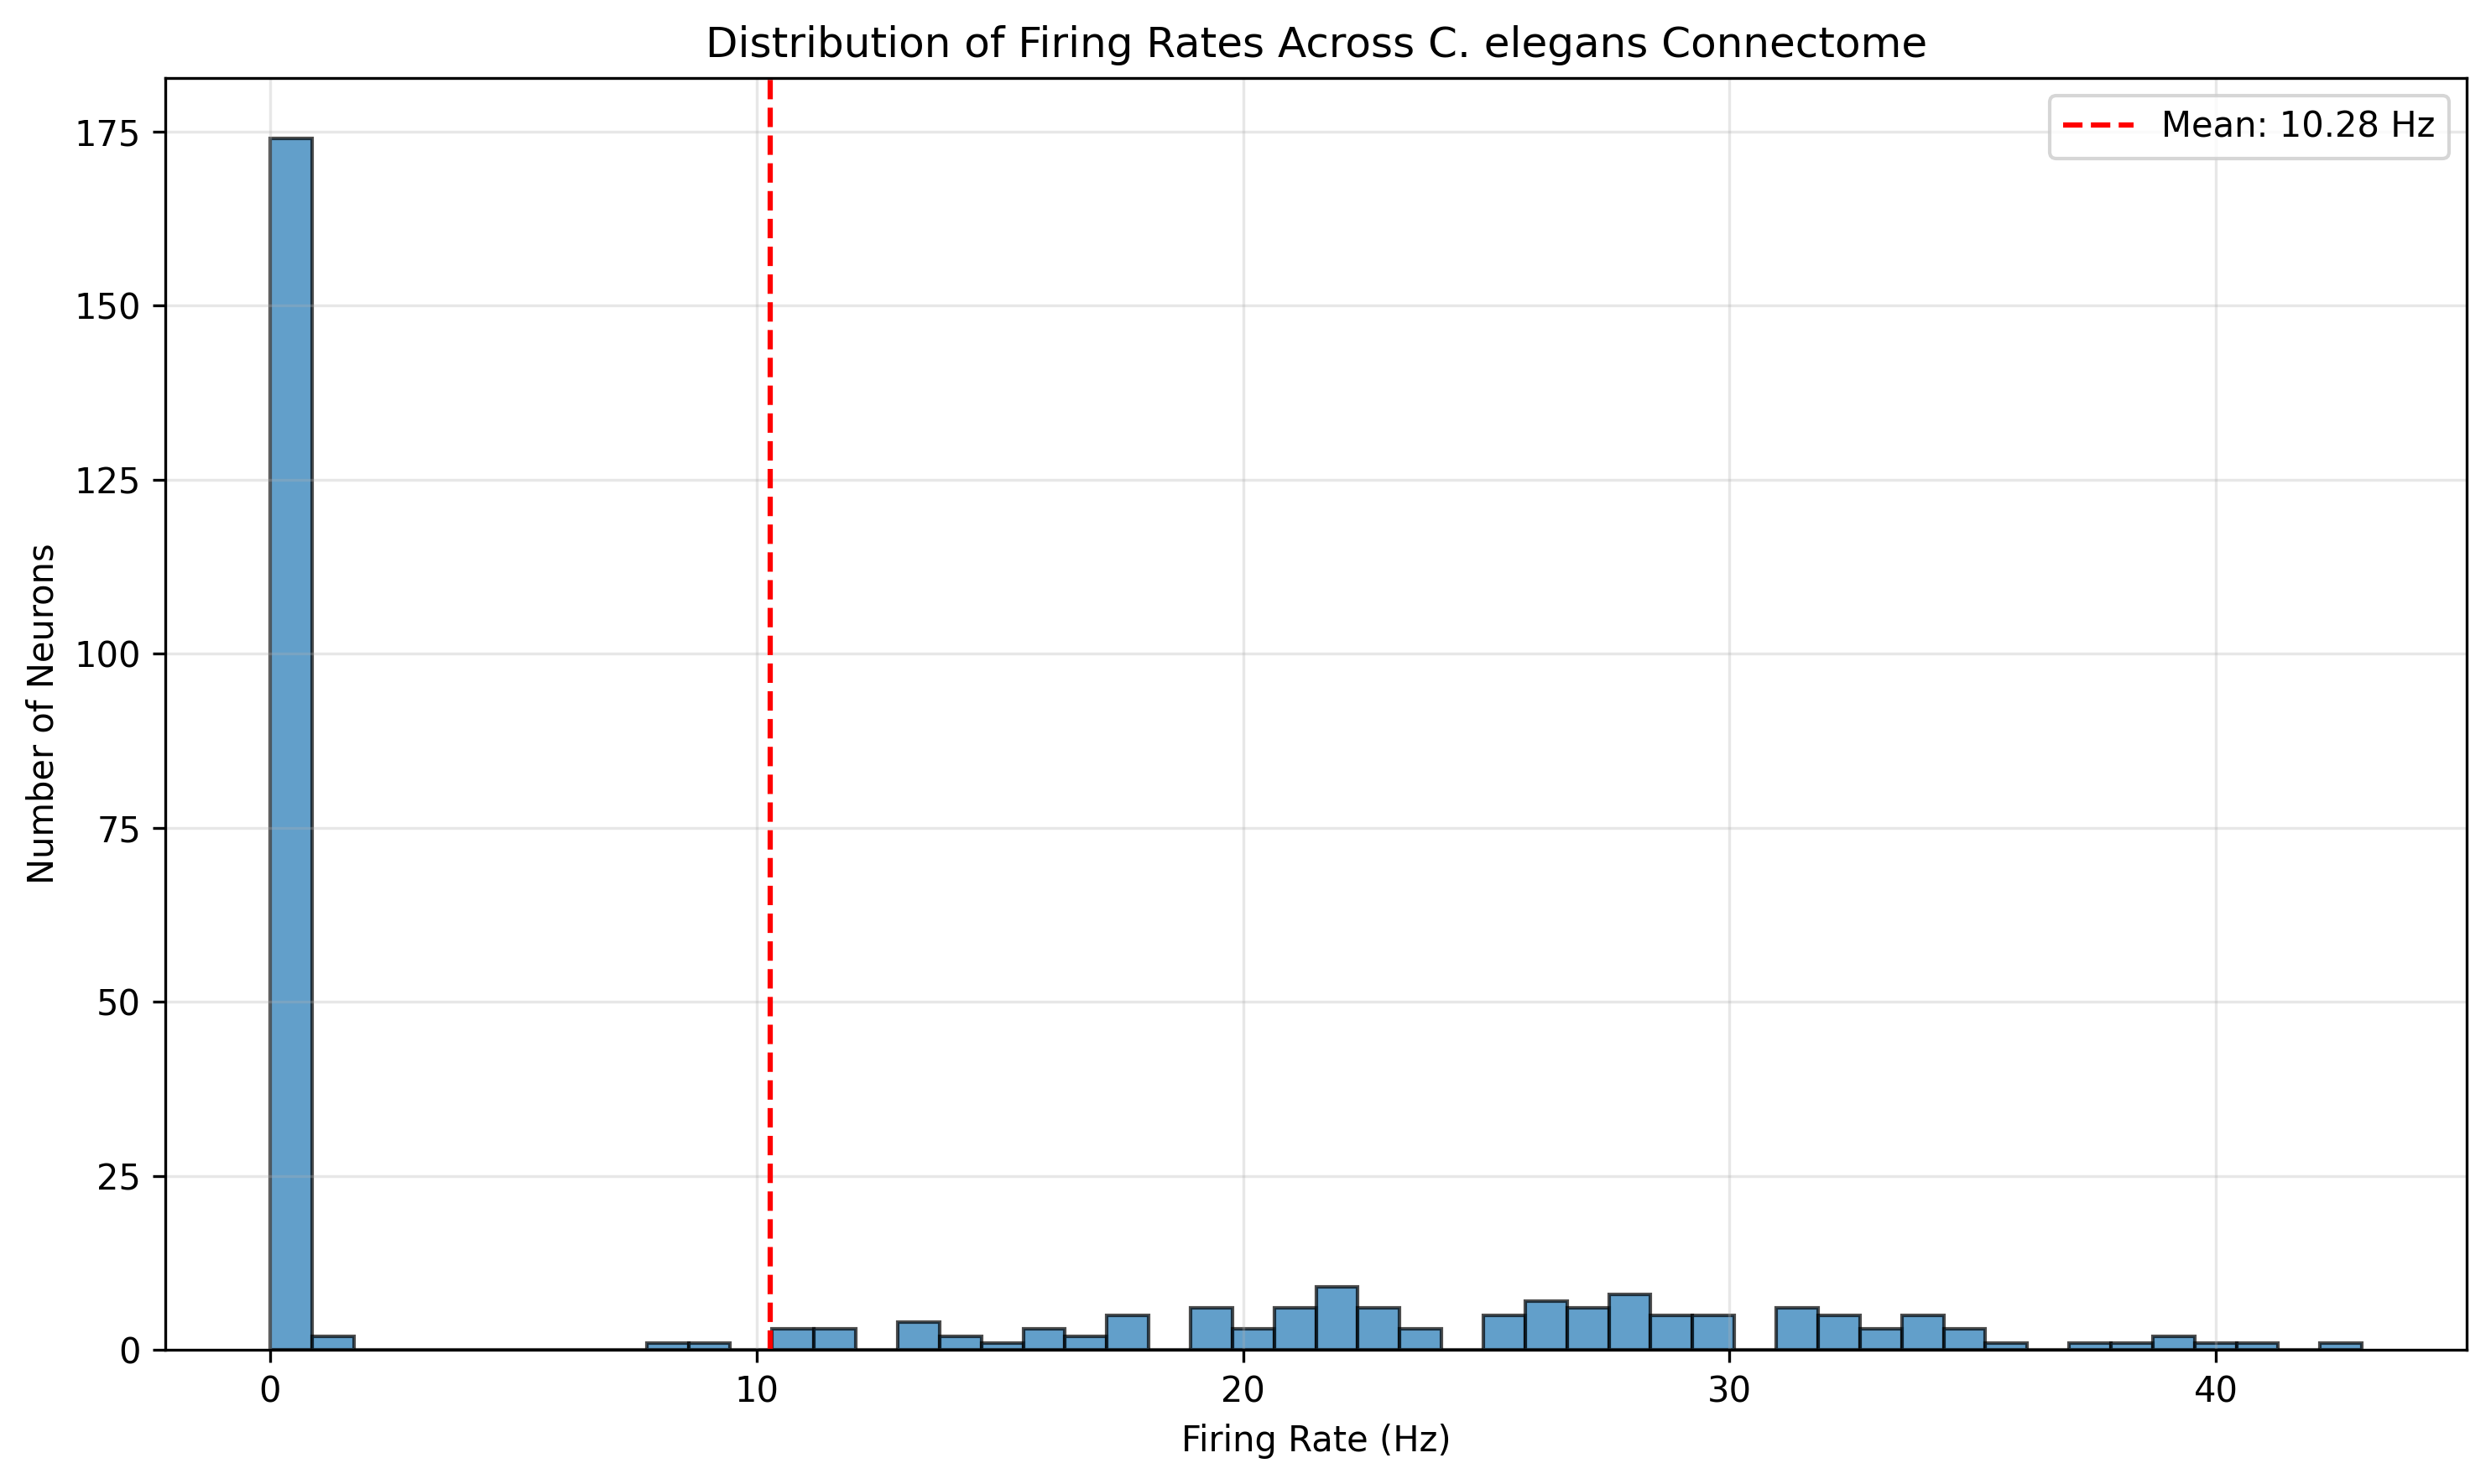 Distribution of Firing Rates Across C. elegans Connectome
Mean: 10.28 Hz
175
150
125
100
75
50
25
0
Number of Neurons
0 10 20 30 40
Firing Rate (Hz)